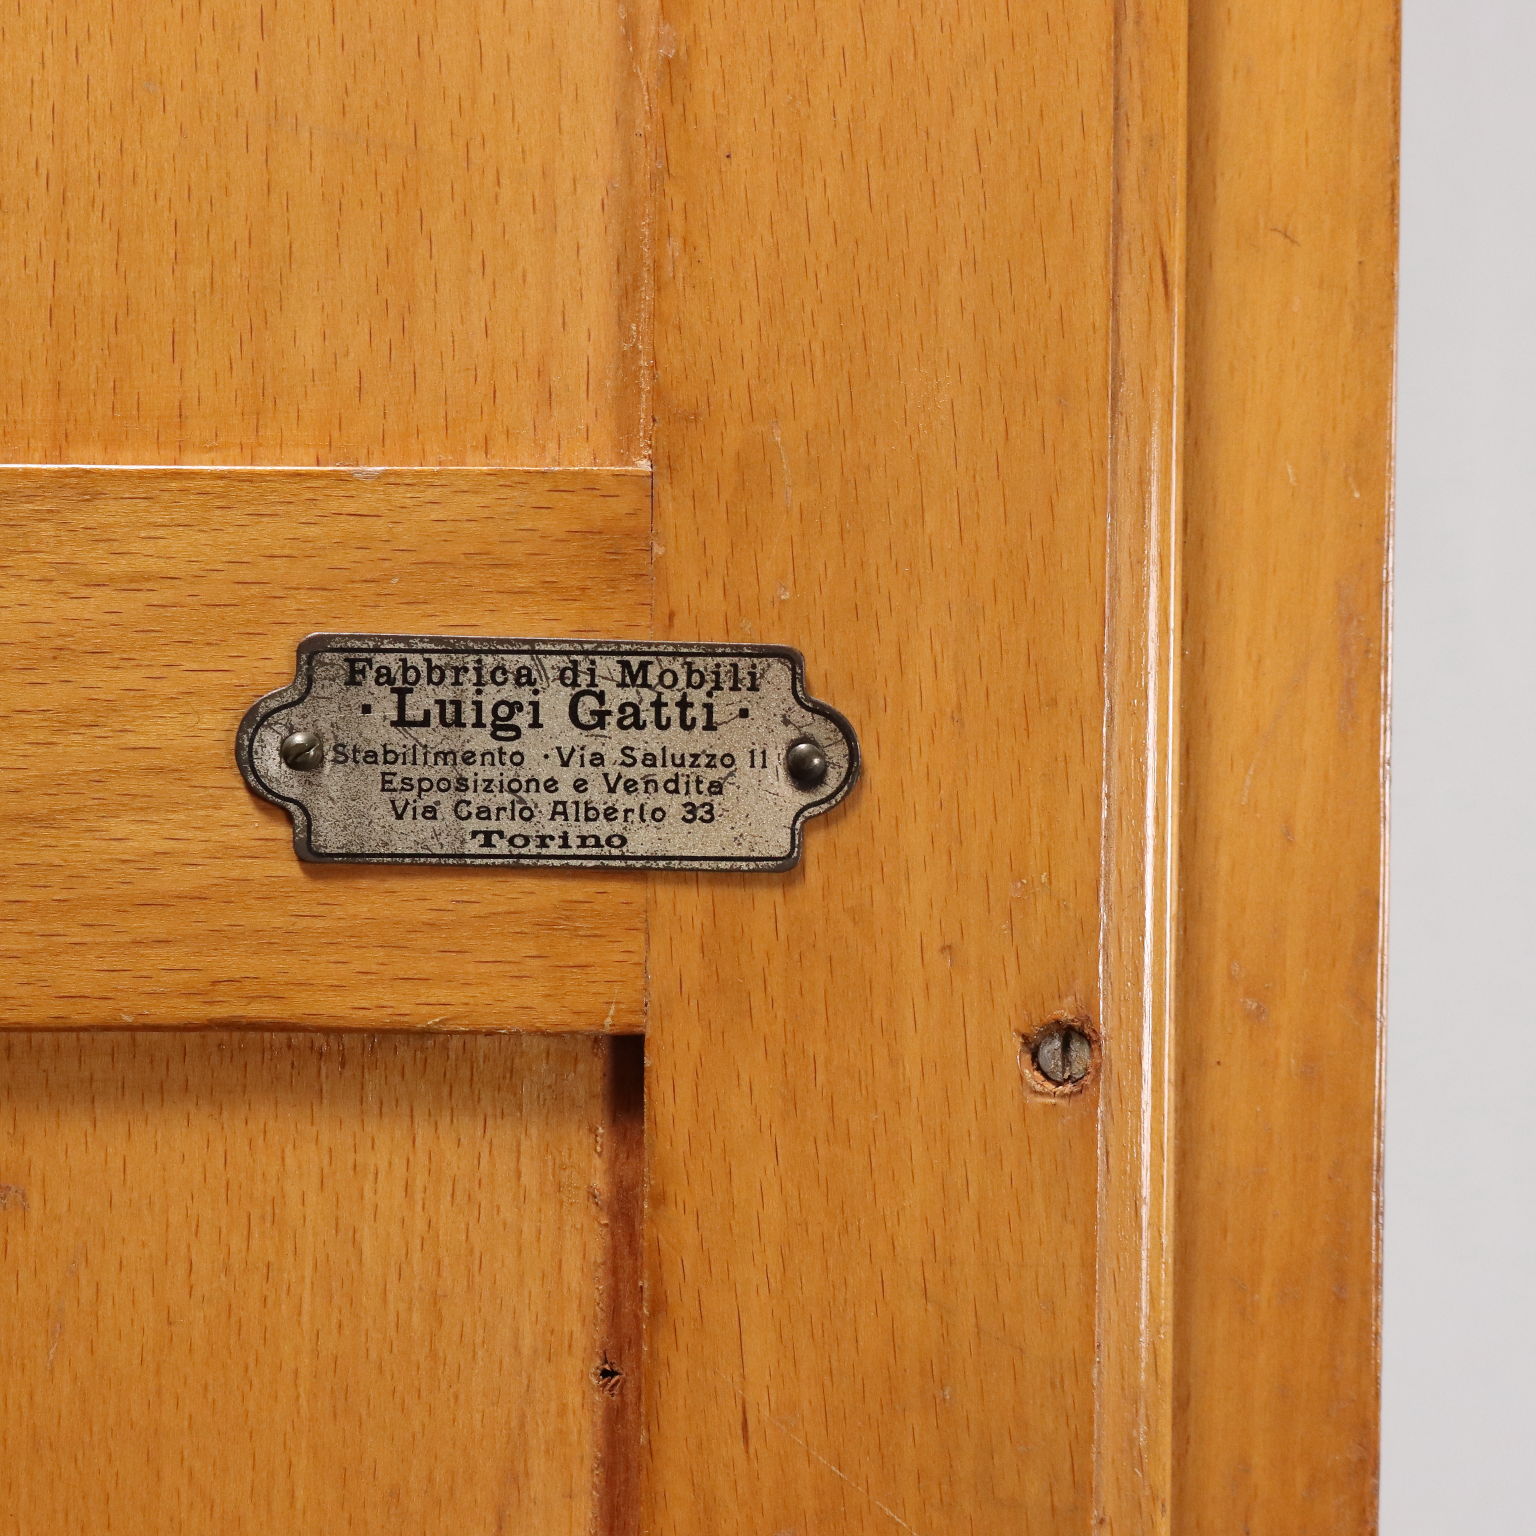 Fabbrica di Mobili
· Luigi Gatti ·
Stabilimento · Via Saluzzo 11
Esposizione e Vendita
Via Carlo Alberto 33
Torino